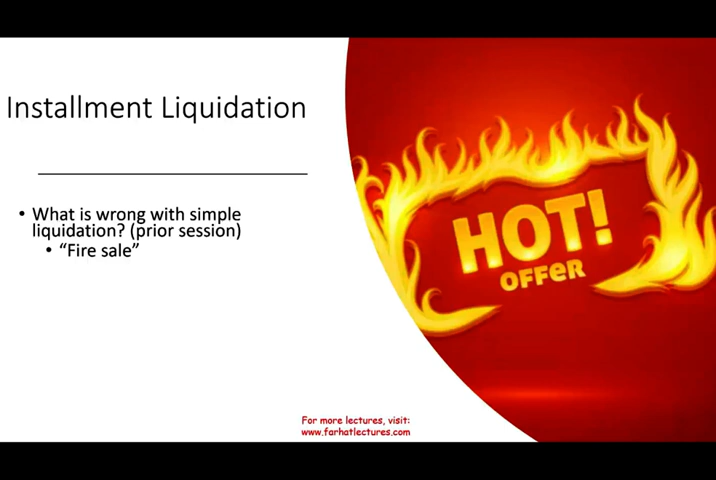 Installment Liquidation
• What is wrong with simple
liquidation? (prior session)
• “Fire sale”
HOT!
OFFER
For more lectures, visit:
www.farhatlectures.com